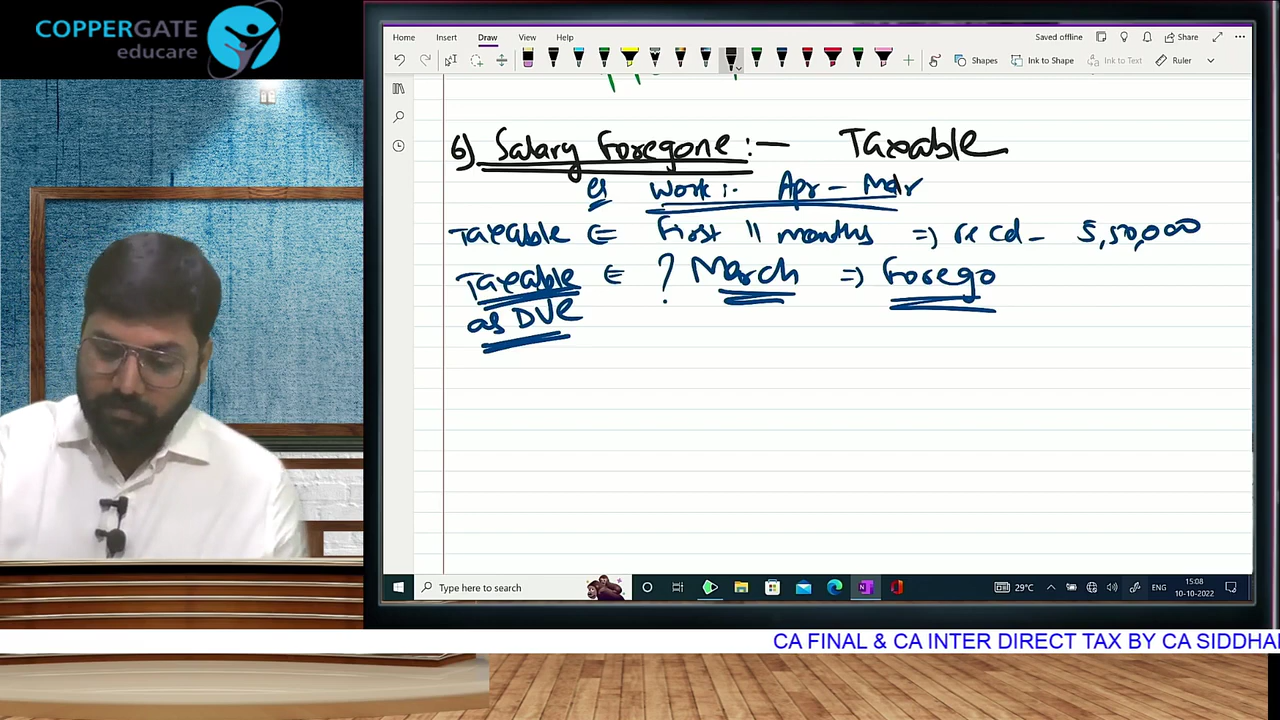 COPPERGATE
educare
Home Insert Draw View Help
Saved offline
Share
Shapes
Ink to Shape
Ink to Text
Ruler
6) Salary Foregone :- Taxable
eg Work :- Apr - Mar
Taxable ⇐ First 11 months ⇒ recd - 5,50,000
Taxable ⇐ ? March ⇒ Forego
as DUE
Type here to search
29°C
ENG
15:08
10-10-2022
CA FINAL & CA INTER DIRECT TAX BY CA SIDDHA